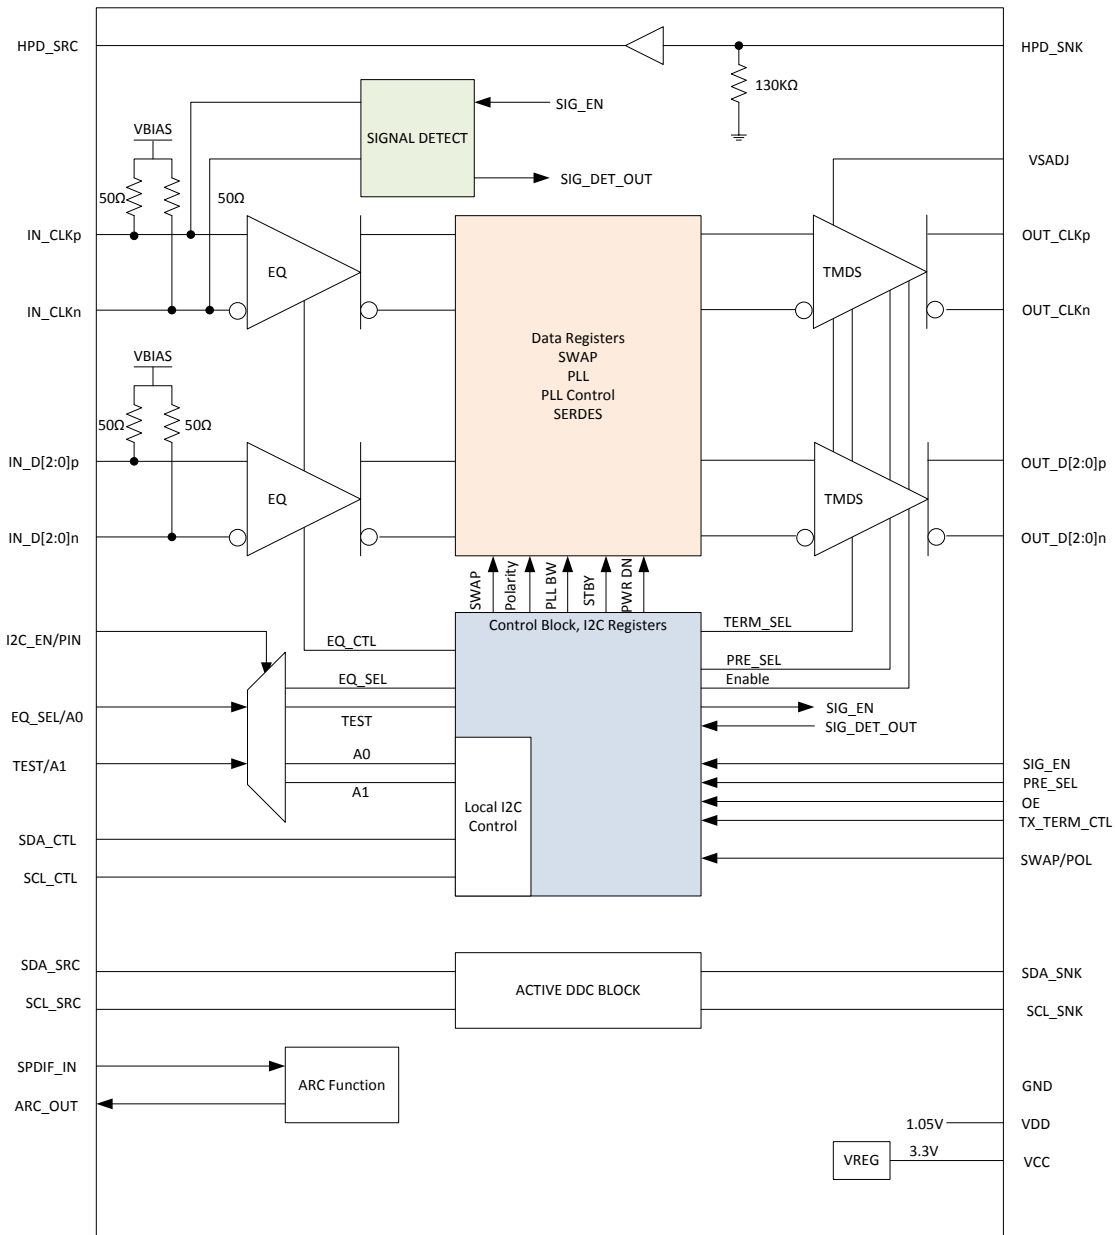 HPD_SRC
HPD_SNK
130KΩ
SIG_EN
SIGNAL DETECT
SIG_DET_OUT
VBIAS
50Ω
50Ω
VSADJ
IN_CLKp
EQ
TMDS
OUT_CLKp
IN_CLKn
OUT_CLKn
Data Registers
SWAP
PLL
PLL Control
SERDES
VBIAS
50Ω
50Ω
IN_D[2:0]p
EQ
TMDS
OUT_D[2:0]p
IN_D[2:0]n
OUT_D[2:0]n
SWAP
Polarity
PLL BW
STBY
PWR DN
Control Block, I2C Registers
I2C_EN/PIN
EQ_CTL
TERM_SEL
EQ_SEL
PRE_SEL
Enable
EQ_SEL/A0
TEST
SIG_EN
SIG_DET_OUT
TEST/A1
A0
A1
Local I2C
Control
SIG_EN
PRE_SEL
OE
TX_TERM_CTL
SDA_CTL
SWAP/POL
SCL_CTL
SDA_SRC
ACTIVE DDC BLOCK
SDA_SNK
SCL_SRC
SCL_SNK
SPDIF_IN
ARC Function
ARC_OUT
GND
1.05V
VDD
VREG
3.3V
VCC